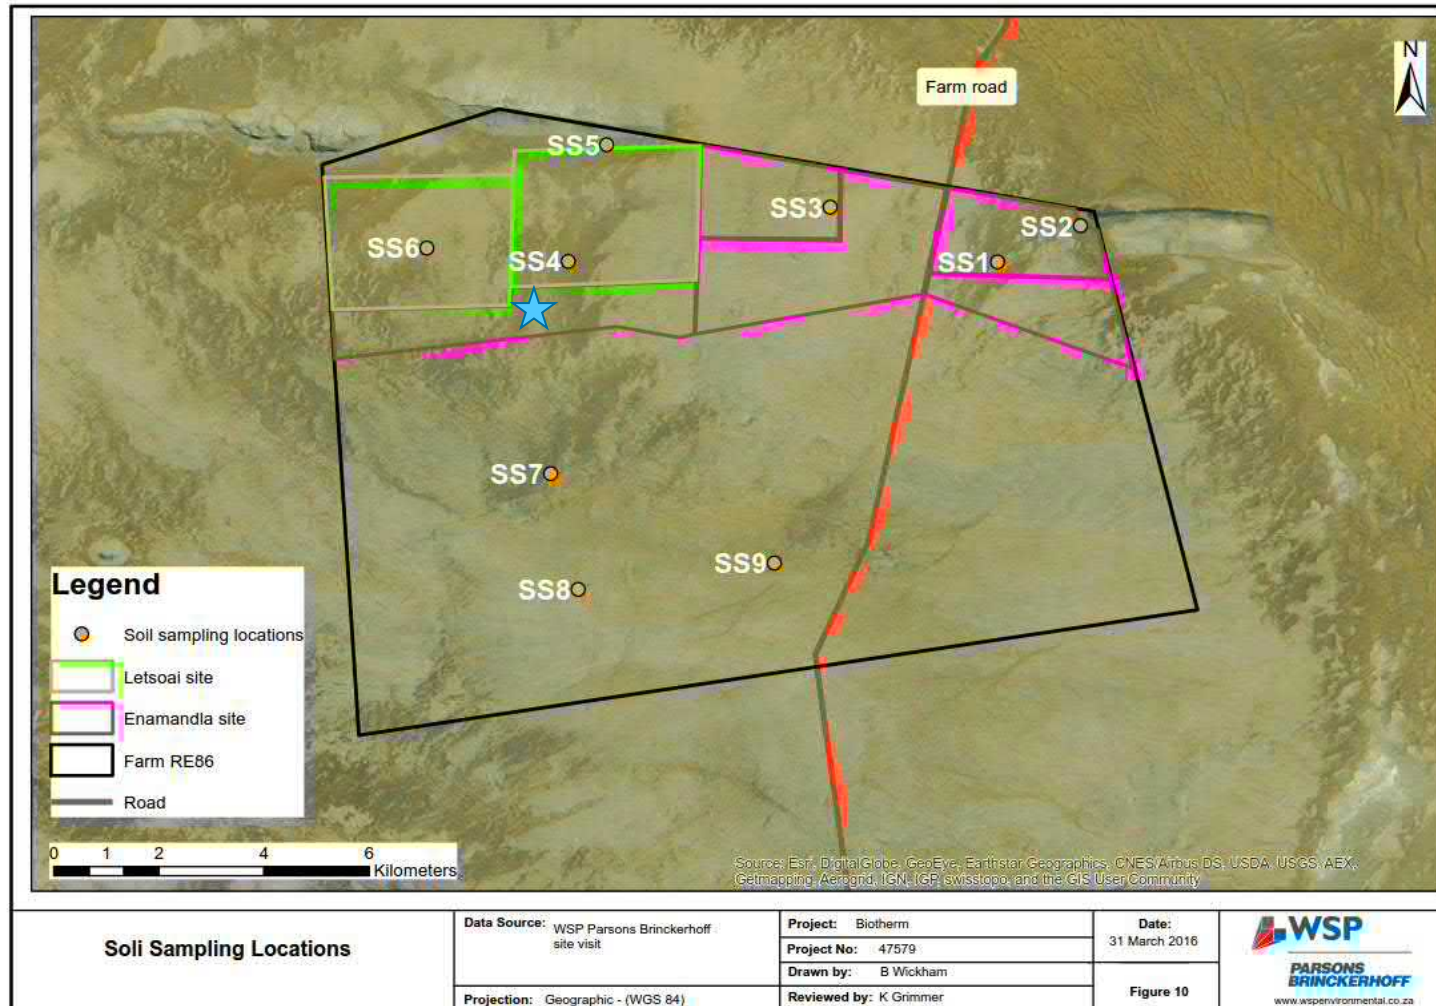 Farm road
N
SS5
SS3
SS2
SS6
SS4
SS1
SS7
SS9
SS8
Legend
Soil sampling locations
Letsoai site
Enamandla site
Farm RE86
Road
0 1 2 4 6
Kilometers
Source: Esri, DigitalGlobe, GeoEye, Earthstar Geographics, CNES/Airbus DS, USDA, USGS, AEX,
Getmapping, Aerogrid, IGN, IGP, swisstopo, and the GIS User Community
Soli Sampling Locations
Data Source: WSP Parsons Brinckerhoff
site visit
Projection: Geographic - (WGS 84)
Project: Biotherm
Project No: 47579
Drawn by: B Wickham
Reviewed by: K Grimmer
Date:
31 March 2016
Figure 10
WSP
PARSONS
BRINCKERHOFF
www.wspenvironmental.co.za